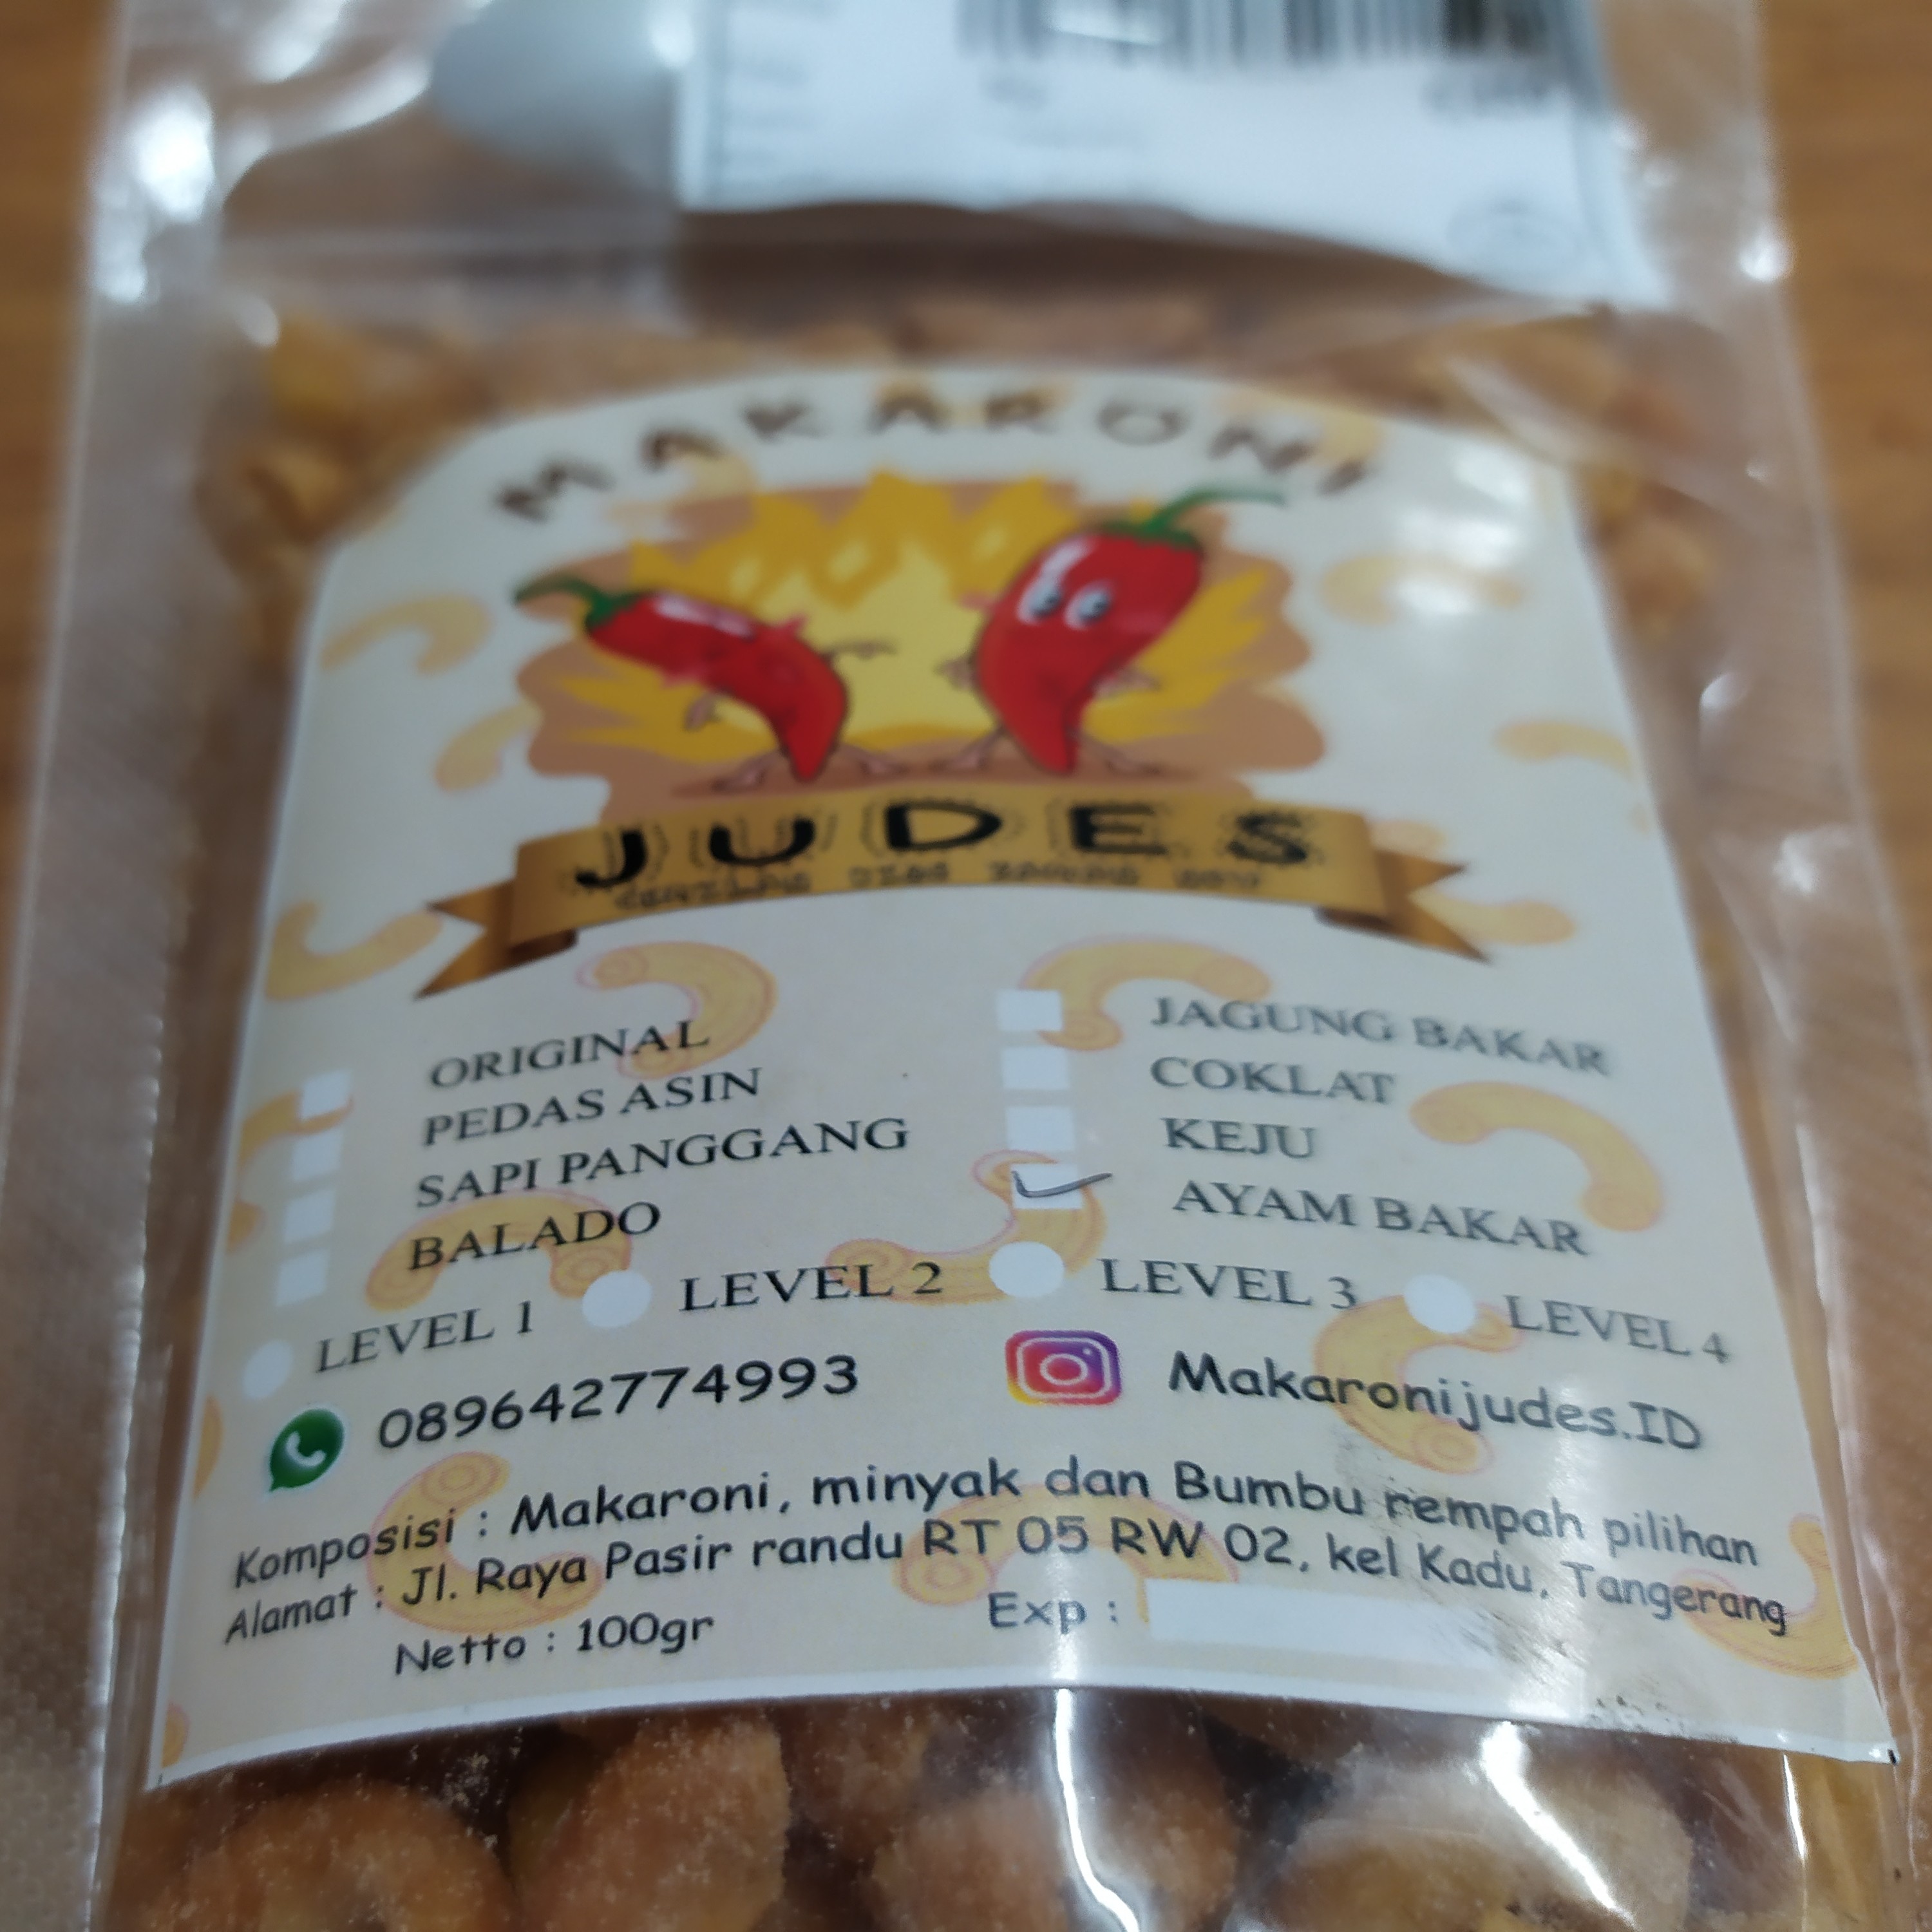 MAKARONI
JUDES
ORIGINAL
PEDAS ASIN
SAPI PANGGANG
BALADO
JAGUNG BAKAR
COKLAT
KEJU
AYAM BAKAR
LEVEL 1 LEVEL 2 LEVEL 3 LEVEL 4
089642774993 Makaronijudes.ID
Komposisi : Makaroni, minyak dan Bumbu rempah pilihan
Alamat : Jl. Raya Pasir randu RT 05 RW 02, kel Kadu, Tangerang
Netto : 100gr Exp :